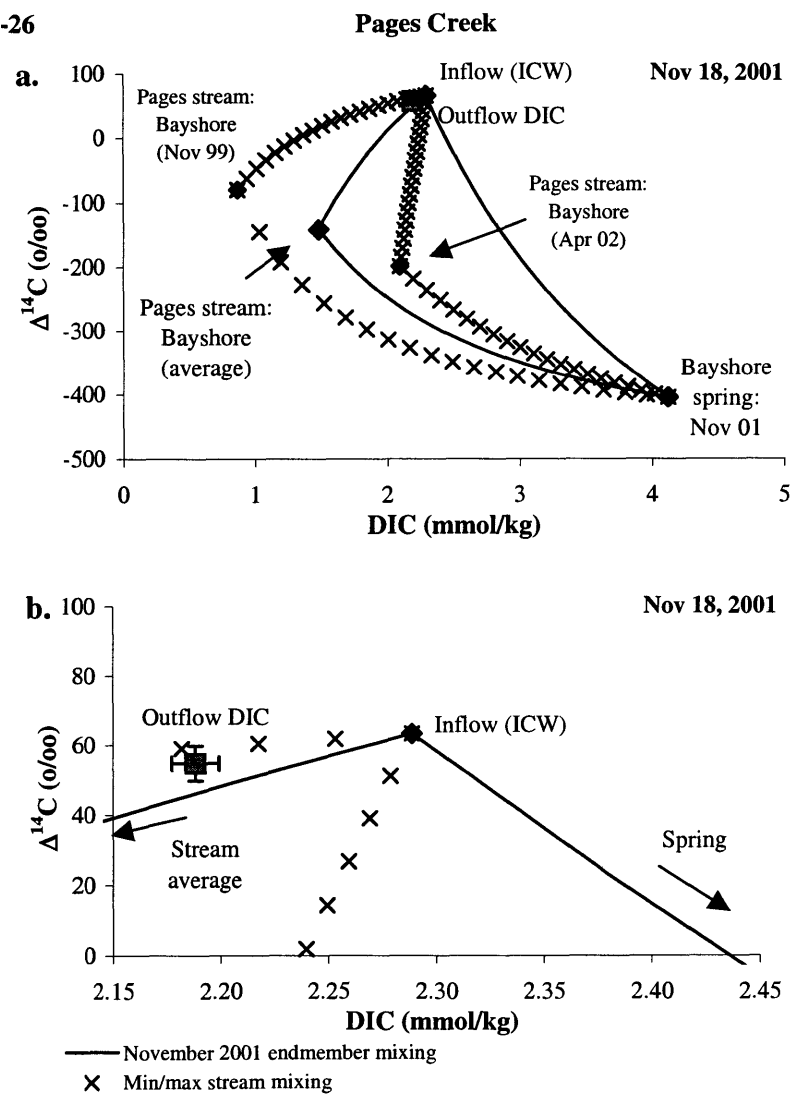 -26
Pages Creek
a.
Nov 18, 2001
Inflow (ICW)
Outflow DIC
Pages stream:
Bayshore
(Nov 99)
Pages stream:
Bayshore
(Apr 02)
Pages stream:
Bayshore
(average)
Bayshore
spring:
Nov 01
100
0
-100
-200
-300
-400
-500
Δ14C (o/oo)
0 1 2 3 4 5
DIC (mmol/kg)
b.
Nov 18, 2001
Outflow DIC
Inflow (ICW)
Stream
average
Spring
100
80
60
40
20
0
Δ14C (o/oo)
2.15 2.20 2.25 2.30 2.35 2.40 2.45
DIC (mmol/kg)
November 2001 endmember mixing
Min/max stream mixing